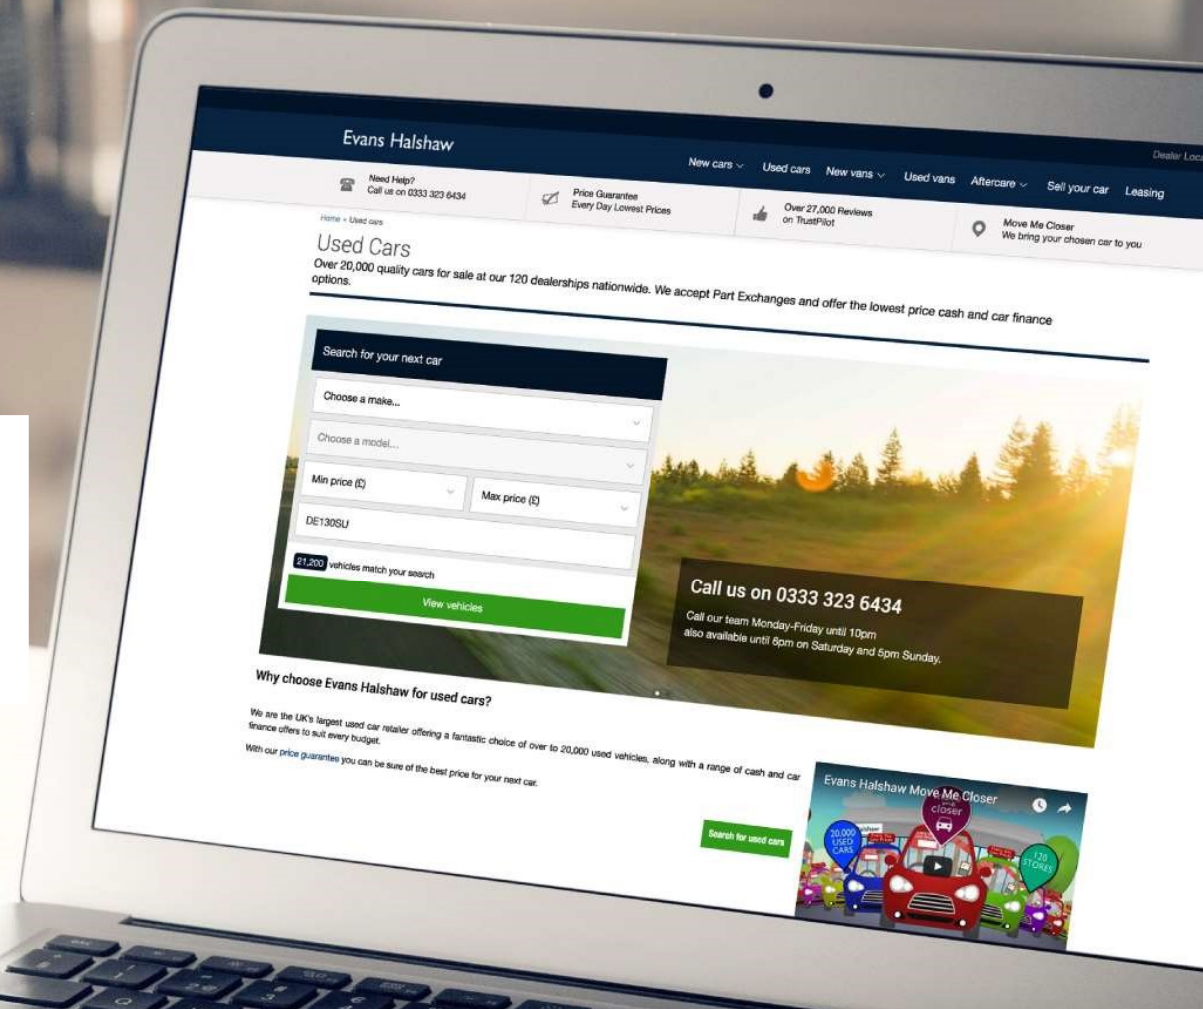 Dealer
Evans Halshaw
New cars Used cars New vans Used vans Aftercare Sell your car Leasing
Need Help?
Call us on 0333 323 6434
Price Guarantee
Every Day Lowest Prices
Over 27,000 Reviews
on TrustPilot
Move Me Closer
We bring your chosen car to you
Home » Used cars
Used Cars
Over 20,000 quality cars for sale at our 120 dealerships nationwide. We accept Part Exchanges and offer the lowest price cash and car finance
options.
Search for your next car
Choose a make...
Choose a model...
Min price (£) Max price (£)
DE130SU
21,200 vehicles match your search
View vehicles
Call us on 0333 323 6434
Call our team Monday-Friday until 10pm
also available until 6pm on Saturday and 5pm Sunday.
Why choose Evans Halshaw for used cars?
We are the UK's largest used car retailer offering a fantastic choice of over to 20,000 used vehicles, along with a range of cash and car
finance offers to suit every budget.
With our price guarantee you can be sure of the best price for your next car.
Search for used cars
Evans Halshaw Move Me Closer
closer
20,000
USED
CARS
120
STORES